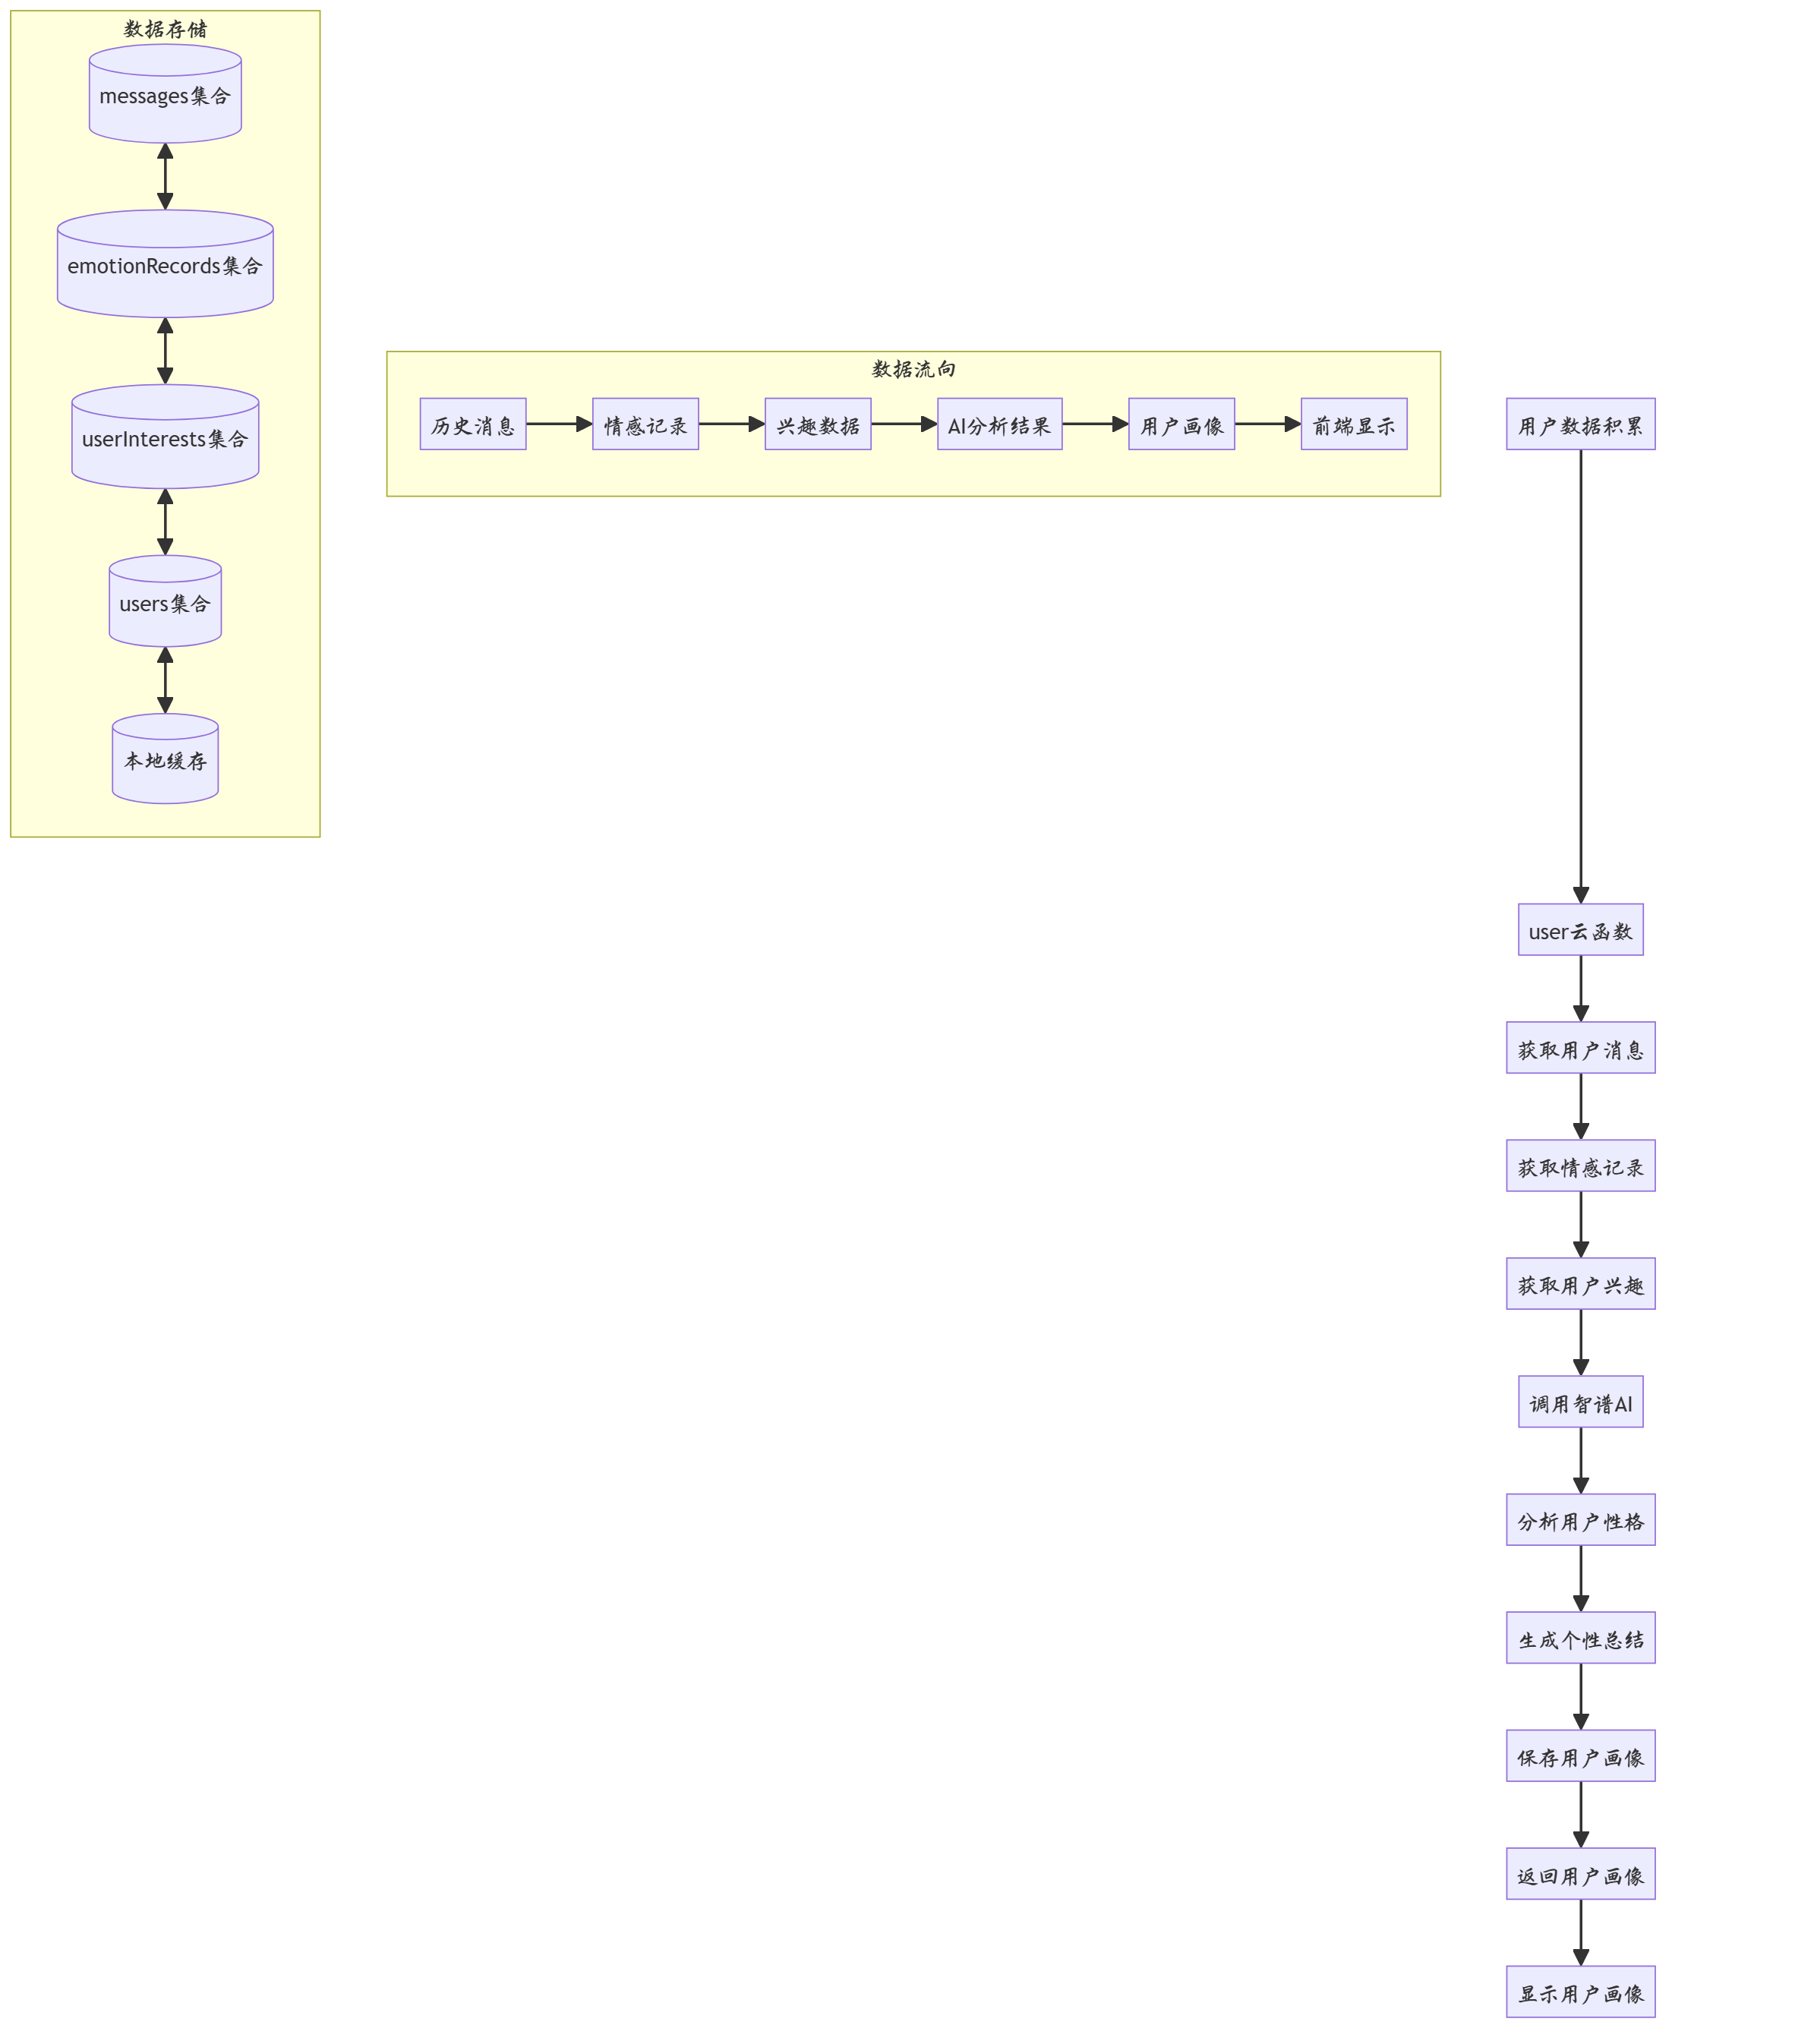 数据存储
messages集合
emotionRecords集合
userInterests集合
users集合
本地缓存
数据流向
历史消息
情感记录
兴趣数据
AI分析结果
用户画像
前端显示
用户数据积累
user云函数
获取用户消息
获取情感记录
获取用户兴趣
调用智谱AI
分析用户性格
生成个性总结
保存用户画像
返回用户画像
显示用户画像